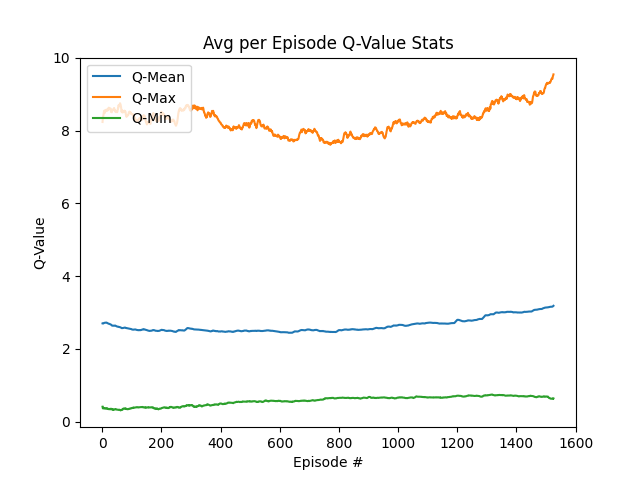 Avg per Episode Q-Value Stats
Q-Value
10
8
6
4
2
0
Q-Mean
Q-Max
Q-Min
0 200 400 600 800 1000 1200 1400 1600
Episode #